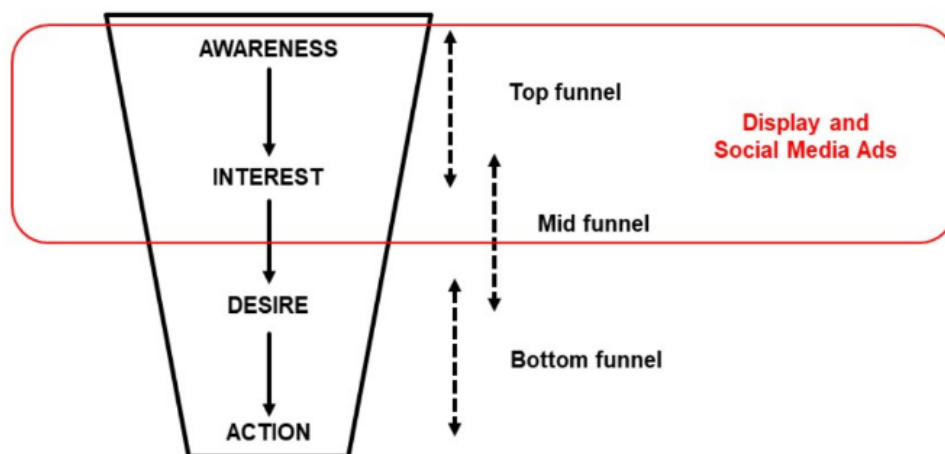 AWARENESS
Top funnel
Display and
Social Media Ads
INTEREST
Mid funnel
DESIRE
Bottom funnel
ACTION